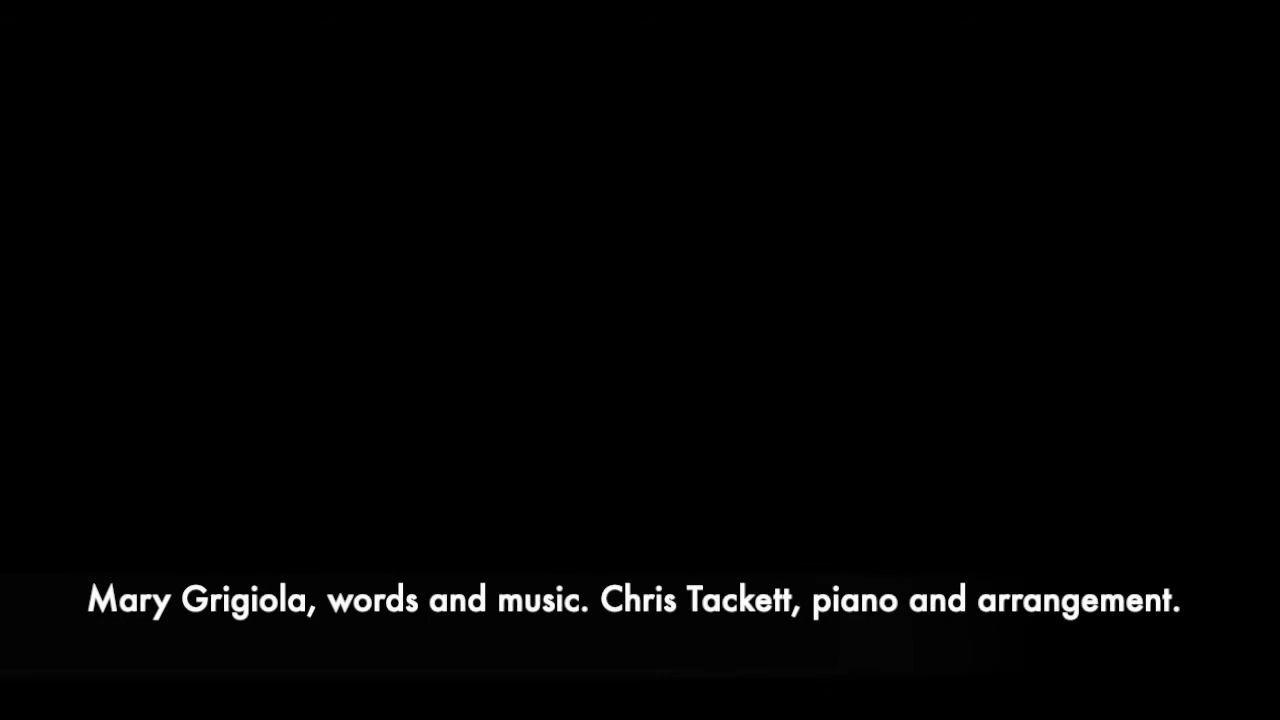 Mary Grigiola, words and music. Chris Tackett, piano and arrangement.